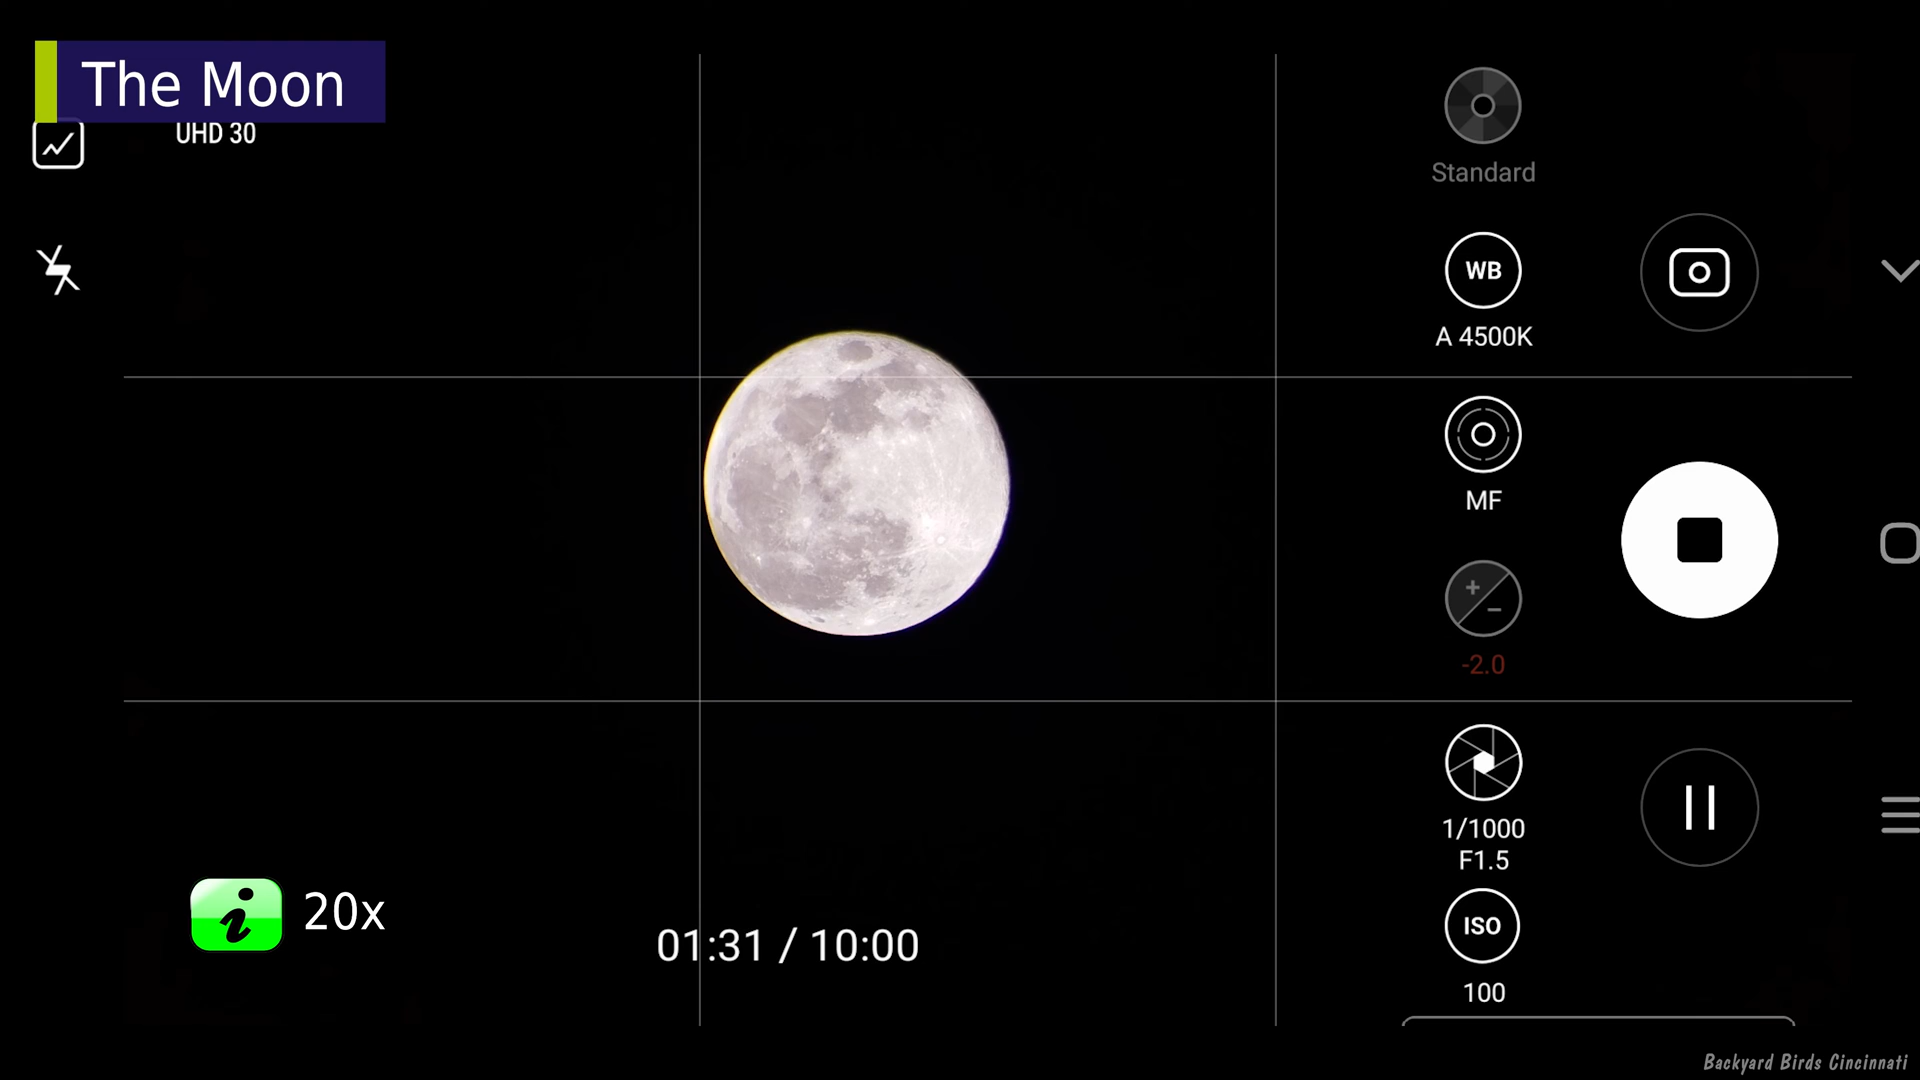 The Moon
UHD 30
Standard
WB
A 4500K
MF
-2.0
1/1000
F1.5
ISO
100
i
20x
01:31 / 10:00
Backyard Birds Cincinnati